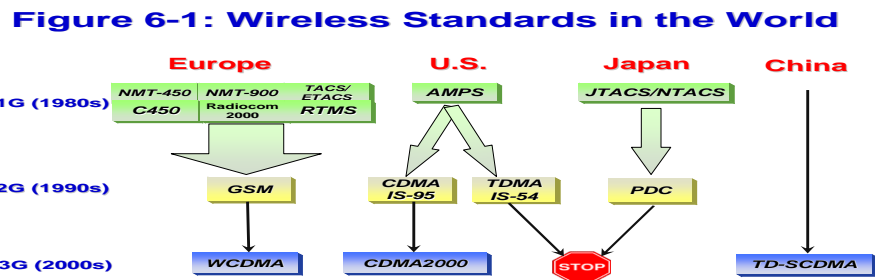 Figure 6-1: Wireless Standards in the World
Europe U.S. Japan China
1G (1980s) NMT-450 NMT-900 TACS/ETACS AMPS JTACS/NTACS
C450 Radiocom 2000 RTMS
2G (1990s) GSM CDMA IS-95 TDMA IS-54 PDC
3G (2000s) WCDMA CDMA2000 STOP TD-SCDMA